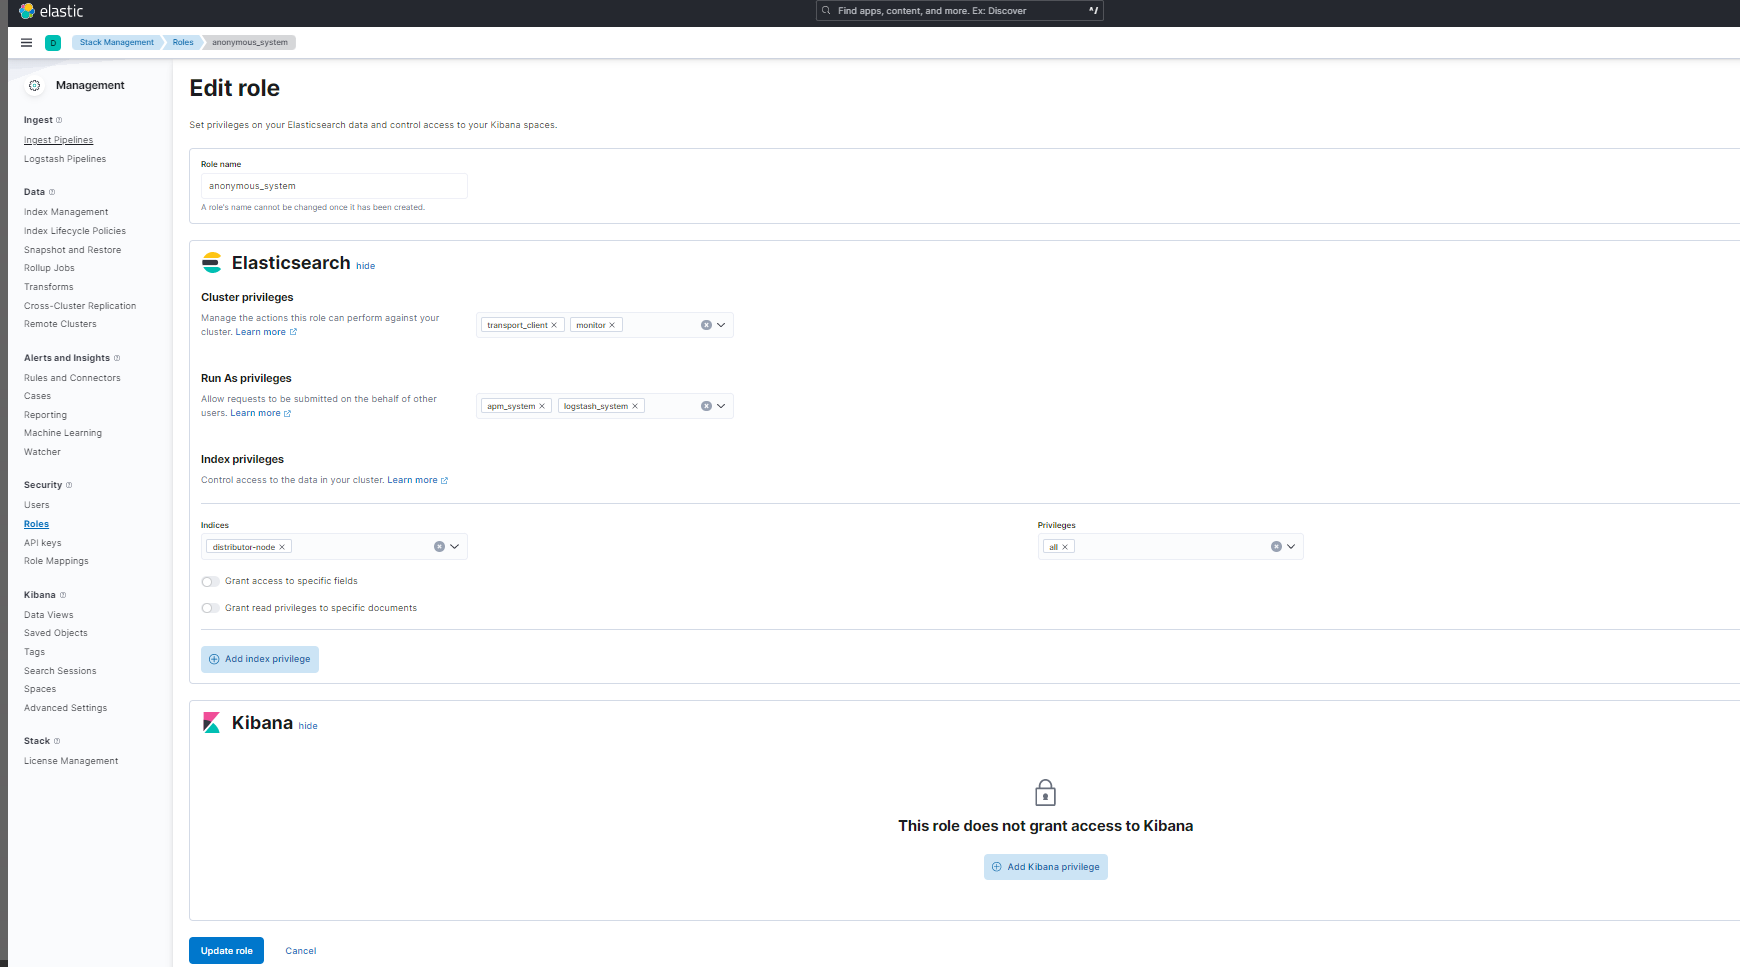 elastic
Find apps, content, and more. Ex: Discover
^/
D
Stack Management
Roles
anonymous_system
Management
Ingest
Ingest Pipelines
Logstash Pipelines
Data
Index Management
Index Lifecycle Policies
Snapshot and Restore
Rollup Jobs
Transforms
Cross-Cluster Replication
Remote Clusters
Alerts and Insights
Rules and Connectors
Cases
Reporting
Machine Learning
Watcher
Security
Users
Roles
API keys
Role Mappings
Kibana
Data Views
Saved Objects
Tags
Search Sessions
Spaces
Advanced Settings
Stack
License Management
Edit role
Set privileges on your Elasticsearch data and control access to your Kibana spaces.
Role name
anonymous_system
A role's name cannot be changed once it has been created.
Elasticsearch hide
Cluster privileges
Manage the actions this role can perform against your
cluster. Learn more
transport_client
monitor
Run As privileges
Allow requests to be submitted on the behalf of other
users. Learn more
apm_system
logstash_system
Index privileges
Control access to the data in your cluster. Learn more
Indices
distributor-node
Privileges
all
Grant access to specific fields
Grant read privileges to specific documents
Add index privilege
Kibana hide
This role does not grant access to Kibana
Add Kibana privilege
Update role
Cancel